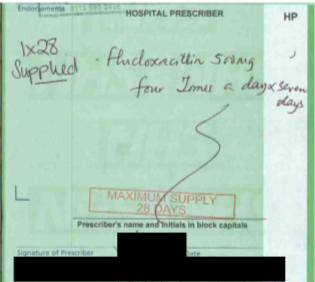 Endorsements
HOSPITAL PRESCRIBER
HP
1x28
Supplied
Flucloxacillin 500mg
four Times a day x seven
days
MAXIMUM SUPPLY
28 DAYS
Prescriber's name and initials in block capitals
Signature of Prescriber
Date